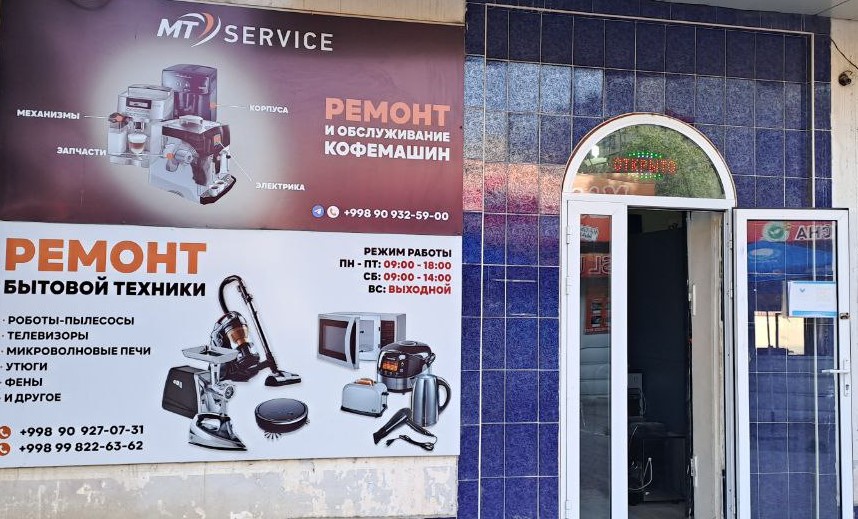 MT SERVICE
МЕХАНИЗМЫ
КОРПУСА
ЗАПЧАСТИ
ЭЛЕКТРИКА
РЕМОНТ
И ОБСЛУЖИВАНИЕ
КОФЕМАШИН
+998 90 932-59-00
РЕМОНТ
БЫТОВОЙ ТЕХНИКИ
· РОБОТЫ-ПЫЛЕСОСЫ
· ТЕЛЕВИЗОРЫ
· МИКРОВОЛНОВЫЕ ПЕЧИ
· УТЮГИ
· ФЕНЫ
· И ДРУГОЕ
+998 90 927-07-31
+998 99 822-63-62
РЕЖИМ РАБОТЫ
ПН - ПТ: 09:00 - 18:00
СБ: 09:00 - 14:00
ВС: ВЫХОДНОЙ
ОТКРЫТО